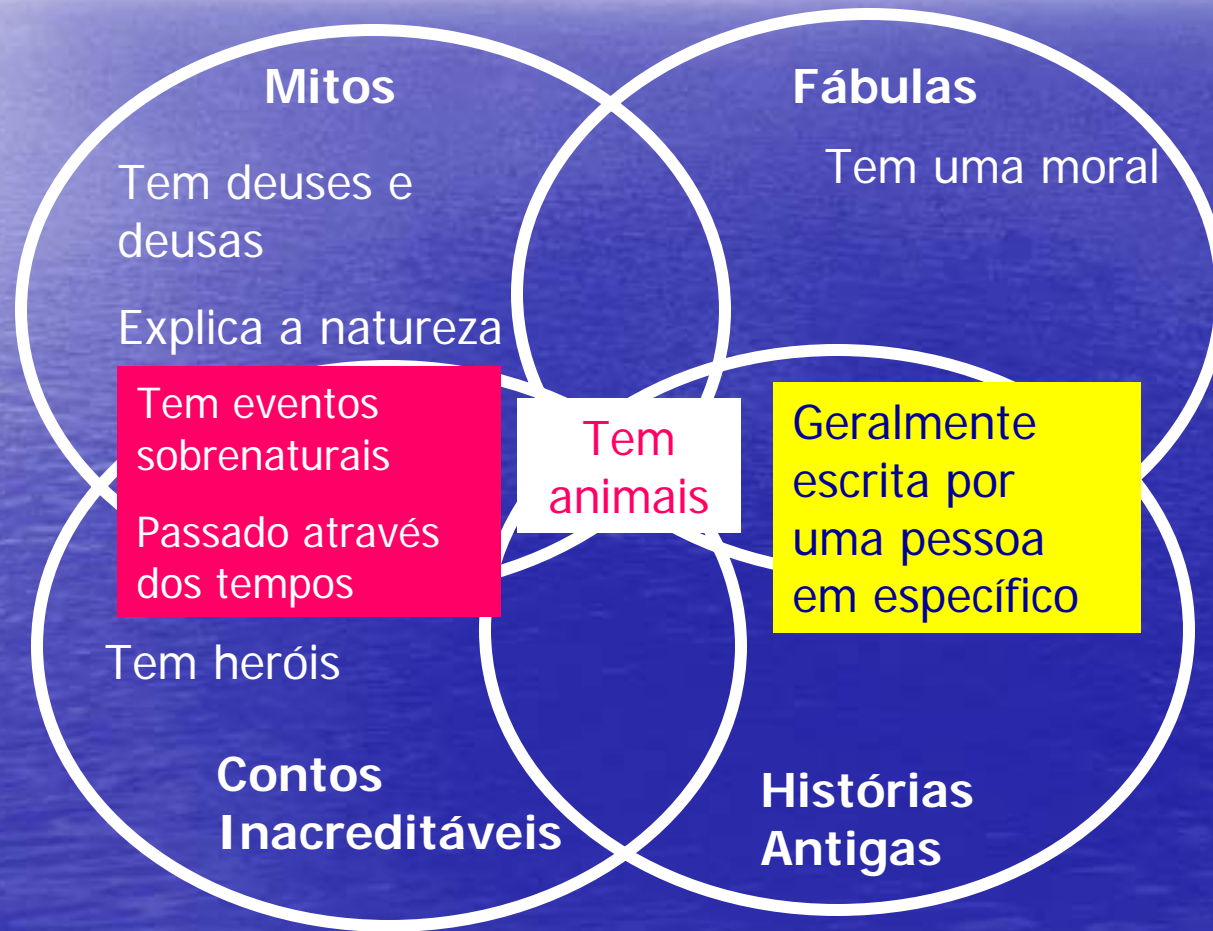 Mitos
Tem deuses e
deusas
Explica a natureza
Tem eventos
sobrenaturais
Passado através
dos tempos
Tem heróis
Contos
Inacreditáveis
Tem
animais
Fábulas
Tem uma moral
Geralmente
escrita por
uma pessoa
em específico
Histórias
Antigas